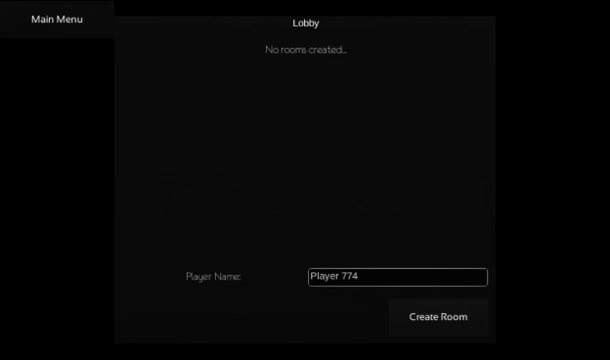 Main Menu
Lobby
No rooms created...
Player Name:
Player 774
Create Room